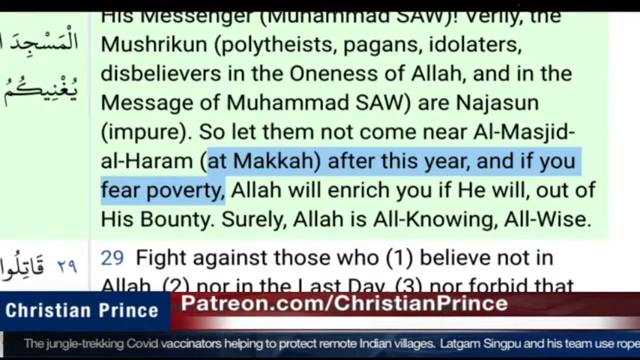 His Messenger (Muhammad SAW)! Verily, the
Mushrikun (polytheists, pagans, idolaters,
disbelievers in the Oneness of Allah, and in the
Message of Muhammad SAW) are Najasun
(impure). So let them not come near Al-Masjid-
al-Haram (at Makkah) after this year, and if you
fear poverty, Allah will enrich you if He will, out of
His Bounty. Surely, Allah is All-Knowing, All-Wise.
29 Fight against those who (1) believe not in
Allah, (2) nor in the Last Day, (3) nor forbid that
الْمَسْجِدَ
يُغْنِيكُمُ
٢٩ قَاتِلُوا
Christian Prince
Patreon.com/ChristianPrince
The jungle-trekking Covid vaccinators helping to protect remote Indian villages. Latgam Singpu and his team use rope